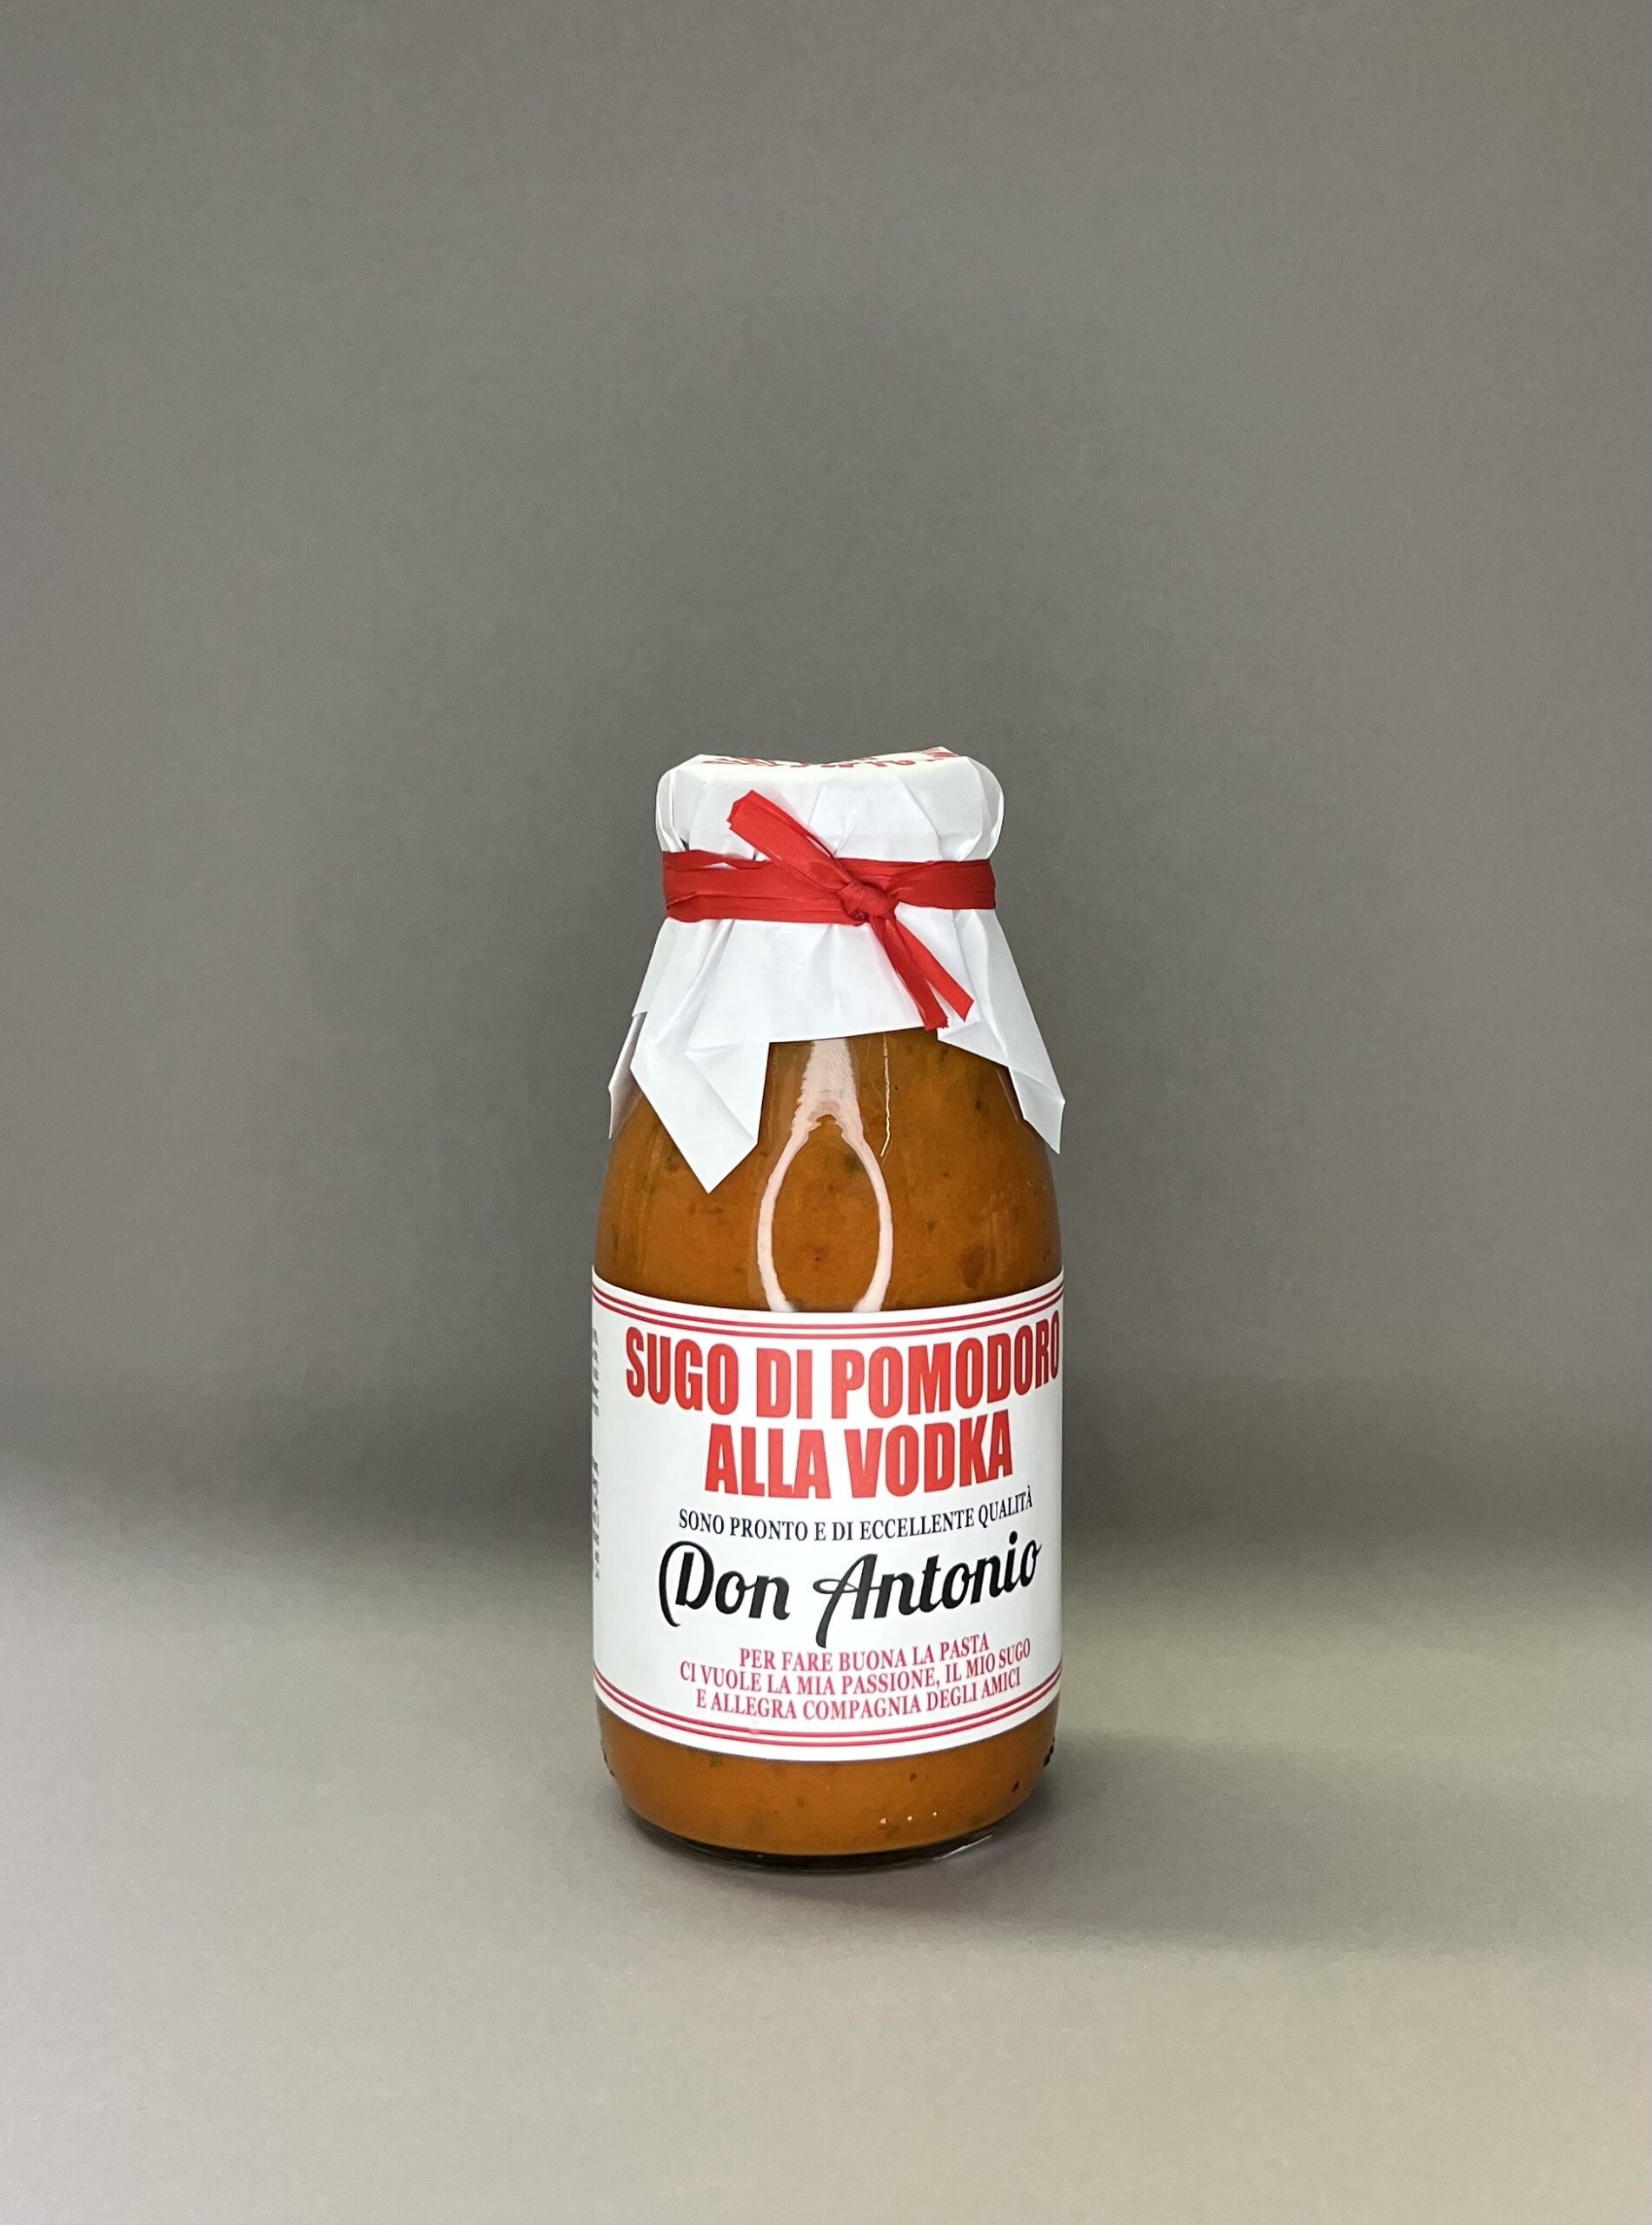 SUGO DI POMODORO
ALLA VODKA
SONO PRONTO E DI ECCELLENTE QUALITÀ
Don Antonio
PER FARE BUONA LA PASTA
CI VUOLE LA MIA PASSIONE, IL MIO SUGO
E ALLEGRA COMPAGNIA DEGLI AMICI